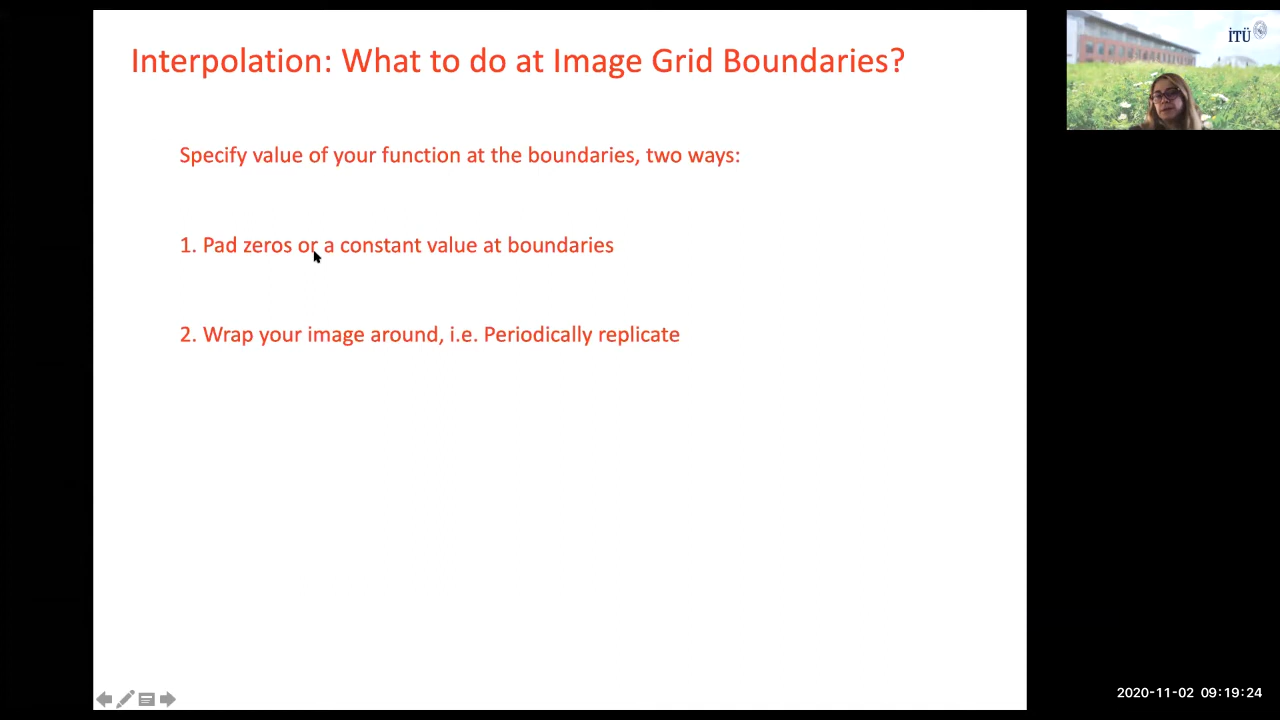 Interpolation: What to do at Image Grid Boundaries?
İTÜ
Specify value of your function at the boundaries, two ways:
1. Pad zeros or a constant value at boundaries
2. Wrap your image around, i.e. Periodically replicate
2020-11-02 09:19:24